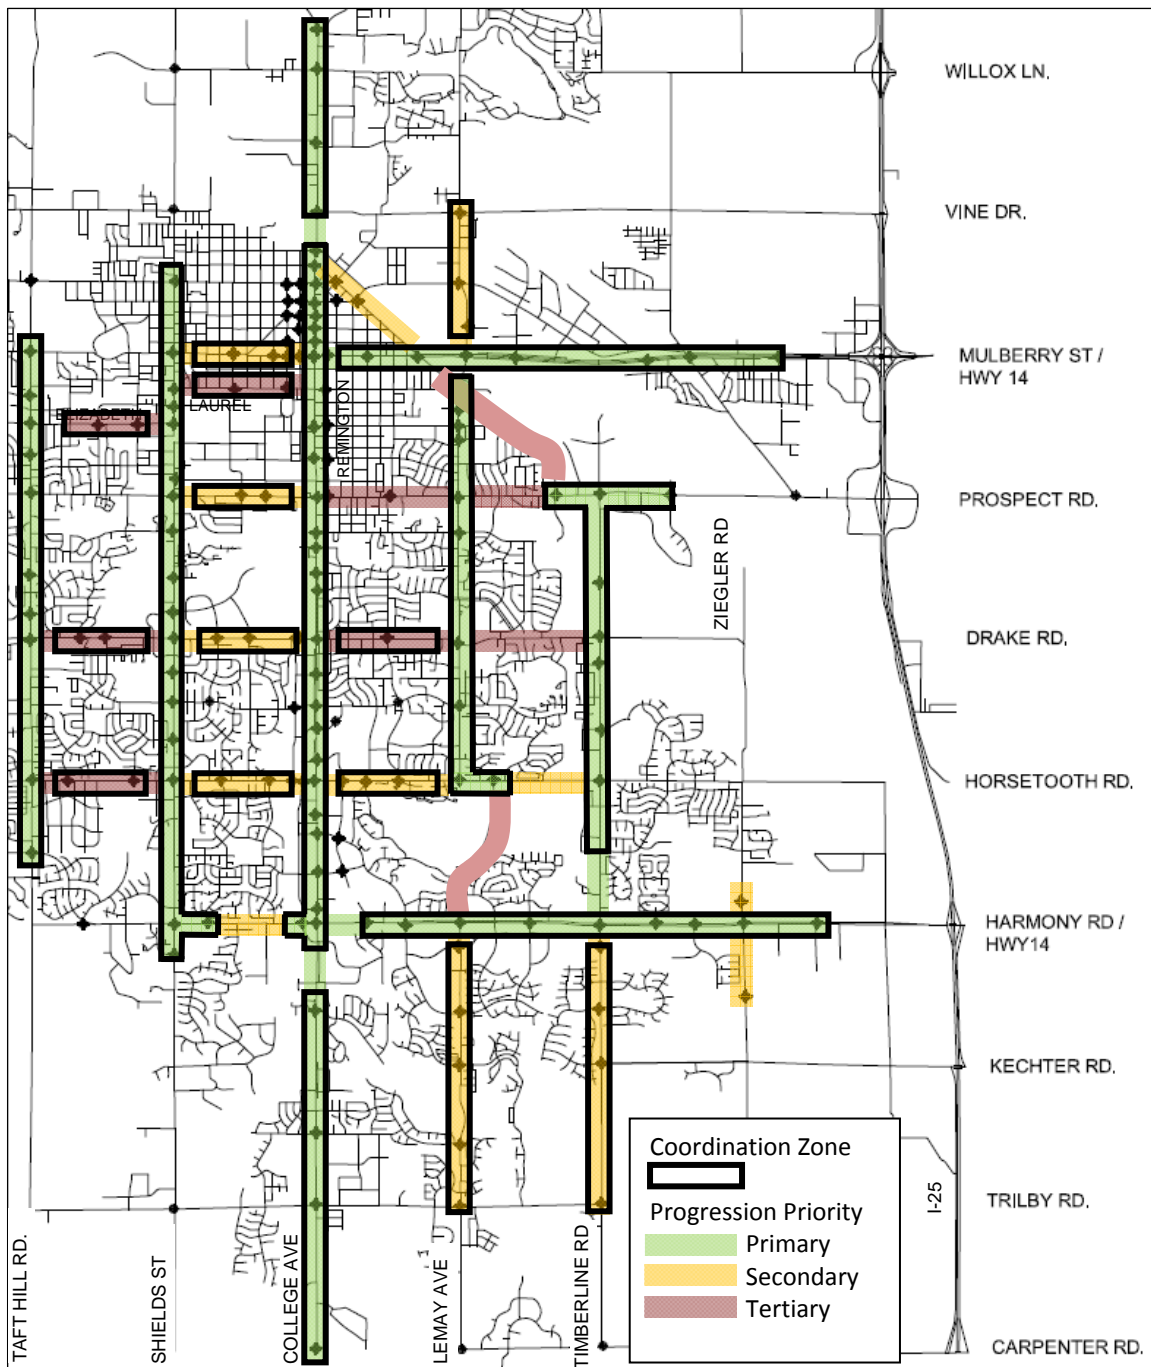 WILLOX LN.
VINE DR.
MULBERRY ST /
HWY 14
ELIZABETH
LAUREL
REMINGTON
PROSPECT RD.
ZIEGLER RD
DRAKE RD.
HORSETOOTH RD.
HARMONY RD /
HWY14
KECHTER RD.
Coordination Zone
Progression Priority
Primary
Secondary
Tertiary
I-25
TRILBY RD.
TAFT HILL RD.
SHIELDS ST
COLLEGE AVE
LEMAY AVE
TIMBERLINE RD
CARPENTER RD.